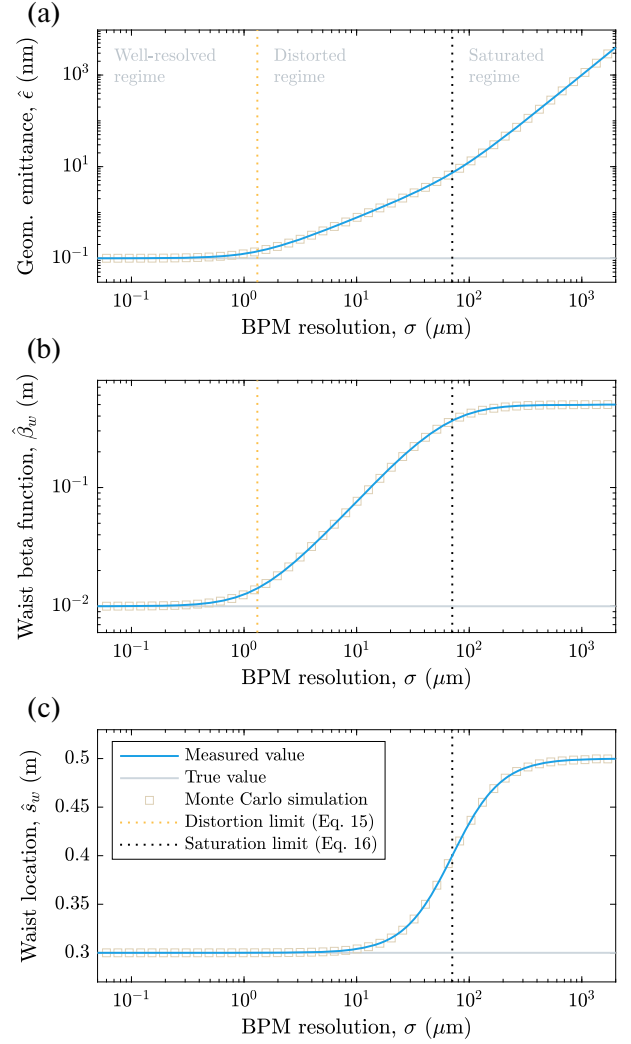 (a)
Well-resolved regime
Distorted regime
Saturated regime
Geom. emittance, ε̂ (nm)
10³
10¹
10⁻¹
10⁻¹
10⁰
10¹
10²
10³
BPM resolution, σ (μm)
(b)
Waist beta function, β̂_w (m)
10⁻¹
10⁻²
10⁻¹
10⁰
10¹
10²
10³
BPM resolution, σ (μm)
(c)
Waist location, ŝ_w (m)
0.5
0.45
0.4
0.35
0.3
Measured value
True value
Monte Carlo simulation
Distortion limit (Eq. 15)
Saturation limit (Eq. 16)
10⁻¹
10⁰
10¹
10²
10³
BPM resolution, σ (μm)